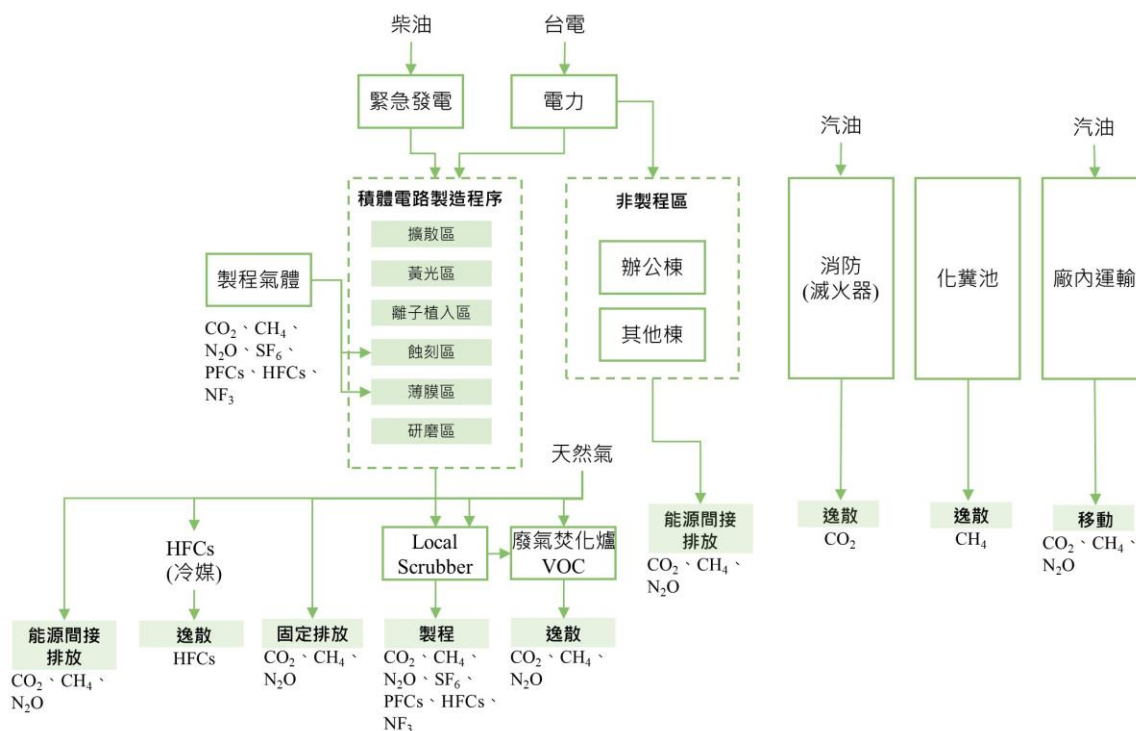 柴油
台電
緊急發電
電力
汽油
汽油
積體電路製造程序
擴散區
黃光區
離子植入區
蝕刻區
薄膜區
研磨區
製程氣體
CO₂、CH₄、
N₂O、SF₆、
PFCs、HFCs、
NF₃
非製程區
辦公棟
其他棟
消防
(滅火器)
化糞池
廠內運輸
天然氣
HFCs
(冷媒)
Local
Scrubber
廢氣焚化爐
VOC
能源間接
排放
CO₂、CH₄、
N₂O
逸散
CO₂
逸散
CH₄
移動
CO₂、CH₄、
N₂O
能源間接
排放
CO₂、CH₄、
N₂O
逸散
HFCs
固定排放
CO₂、CH₄、
N₂O
製程
CO₂、CH₄、
N₂O、SF₆、
PFCs、HFCs、
NF₃
逸散
CO₂、CH₄、
N₂O